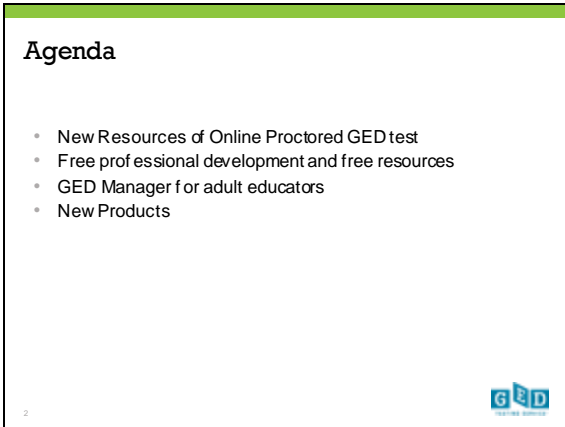 Agenda
• New Resources of Online Proctored GED test
• Free professional development and free resources
• GED Manager for adult educators
• New Products
2
GED
TESTING SERVICE